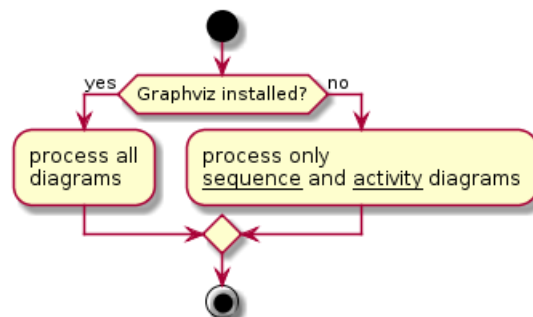 yes
Graphviz installed?
no
process all
diagrams
process only
sequence and activity diagrams